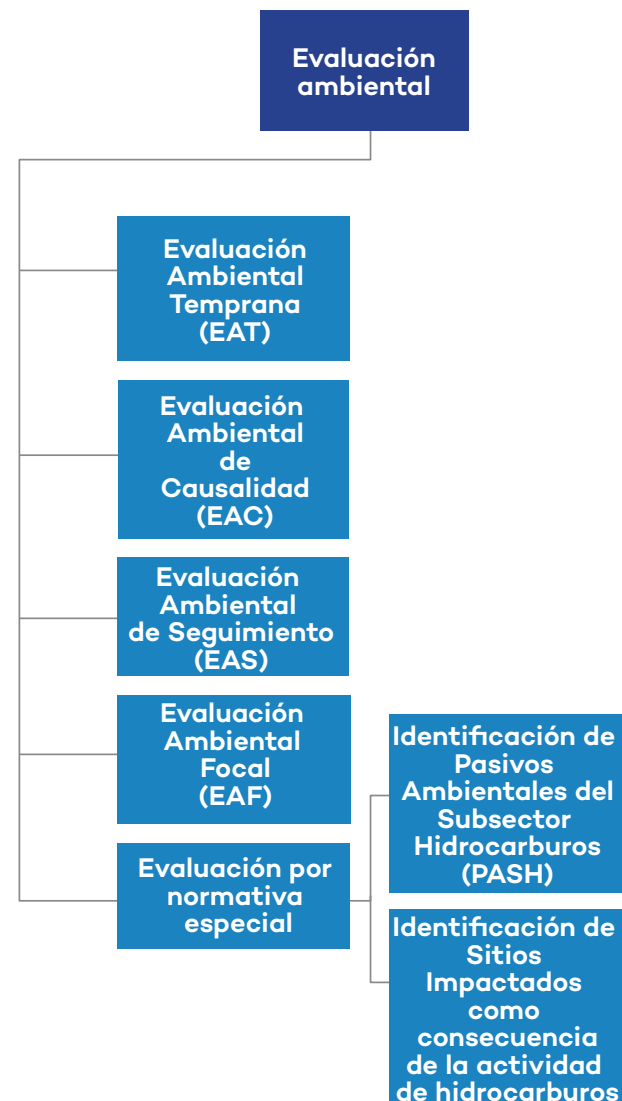 Evaluación
ambiental
Evaluación
Ambiental
Temprana
(EAT)
Evaluación
Ambiental
de
Causalidad
(EAC)
Evaluación
Ambiental
de Seguimiento
(EAS)
Evaluación
Ambiental
Focal
(EAF)
Evaluación por
normativa
especial
Identificación de
Pasivos
Ambientales del
Subsector
Hidrocarburos
(PASH)
Identificación de
Sitios
Impactados
como
consecuencia
de la actividad
de hidrocarburos